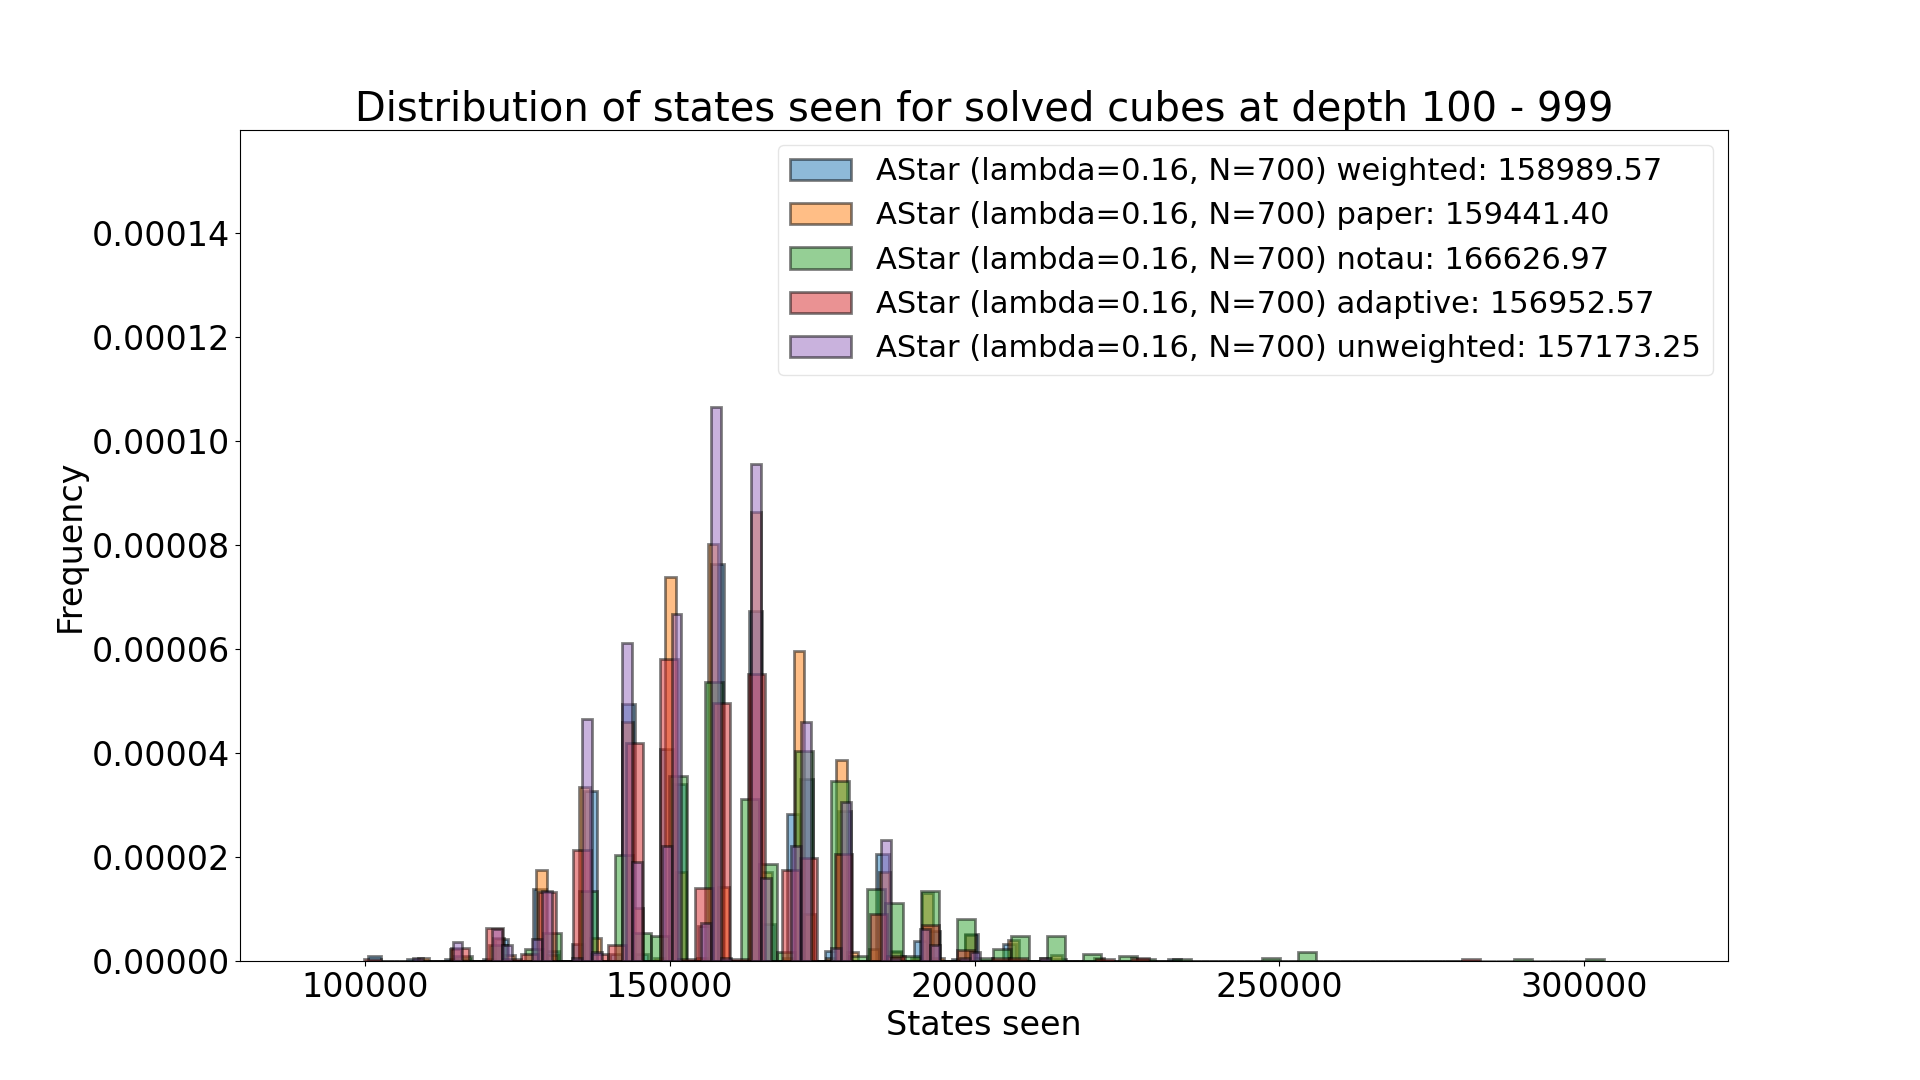 Distribution of states seen for solved cubes at depth 100 - 999
AStar (lambda=0.16, N=700) weighted: 158989.57
AStar (lambda=0.16, N=700) paper: 159441.40
AStar (lambda=0.16, N=700) notau: 166626.97
AStar (lambda=0.16, N=700) adaptive: 156952.57
AStar (lambda=0.16, N=700) unweighted: 157173.25
Frequency
0.00014
0.00012
0.00010
0.00008
0.00006
0.00004
0.00002
0.00000
100000 150000 200000 250000 300000
States seen